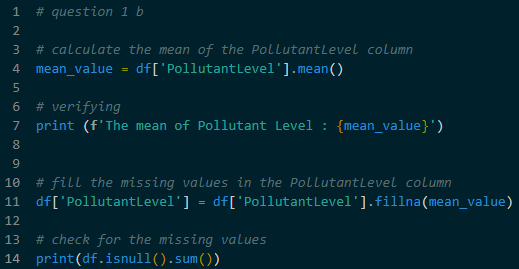 1 # question 1 b
2
3 # calculate the mean of the PollutantLevel column
4 mean_value = df['PollutantLevel'].mean()
5
6 # verifying
7 print (f'The mean of Pollutant Level : {mean_value}')
8
9
10 # fill the missing values in the PollutantLevel column
11 df['PollutantLevel'] = df['PollutantLevel'].fillna(mean_value)
12
13 # check for the missing values
14 print(df.isnull().sum())